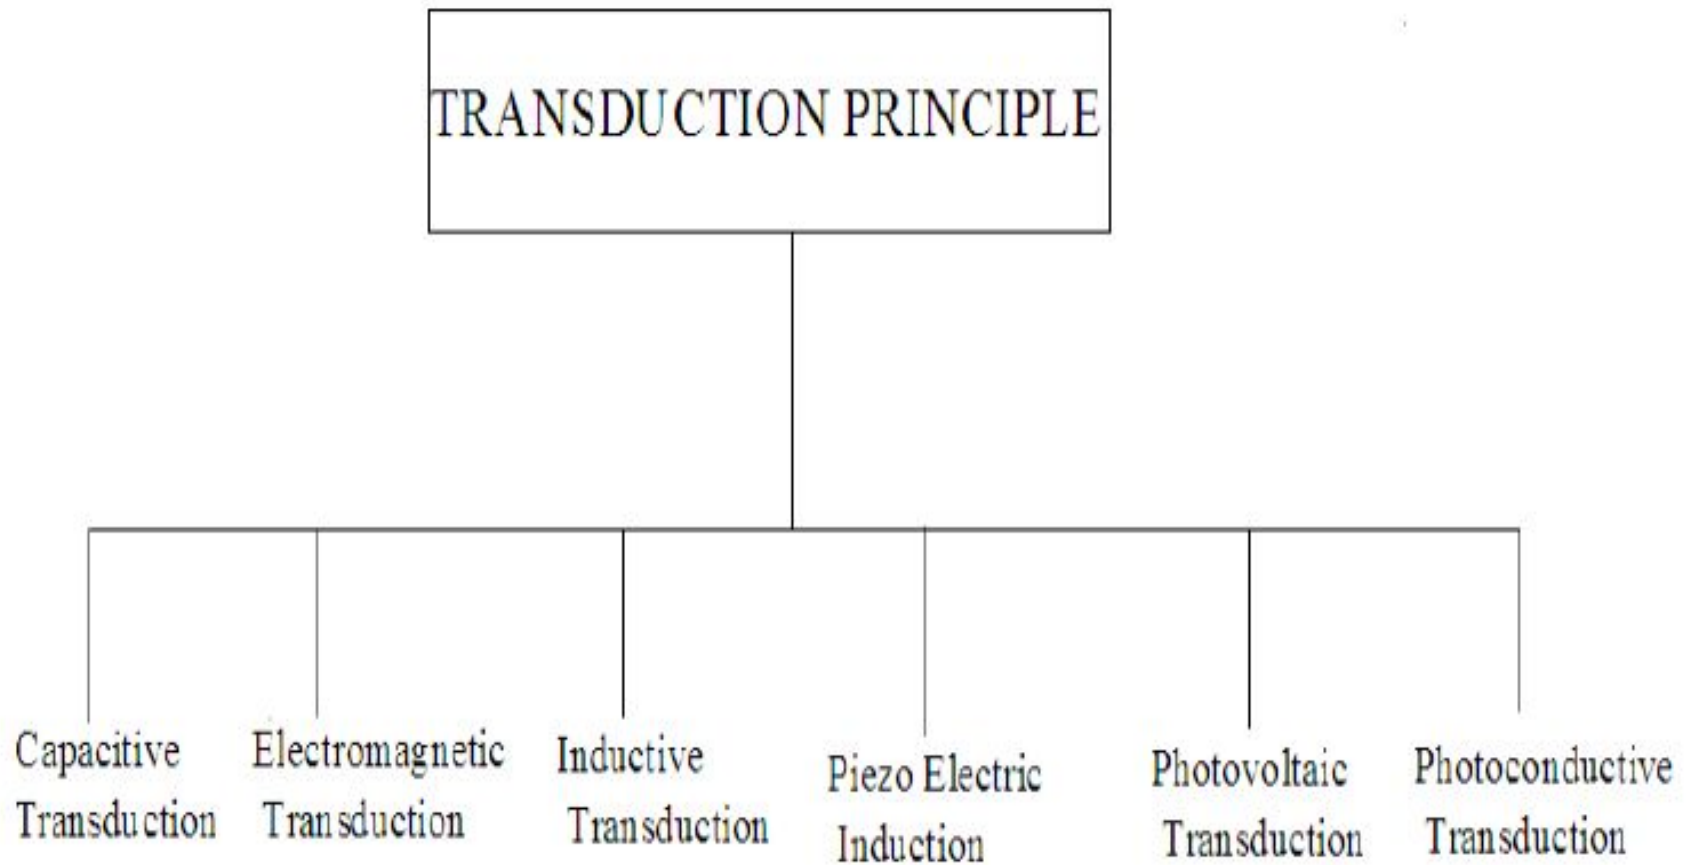 TRANSDUCTION PRINCIPLE
Capacitive
Transduction
Electromagnetic
Transduction
Inductive
Transduction
Piezo Electric
Induction
Photovoltaic
Transduction
Photoconductive
Transduction